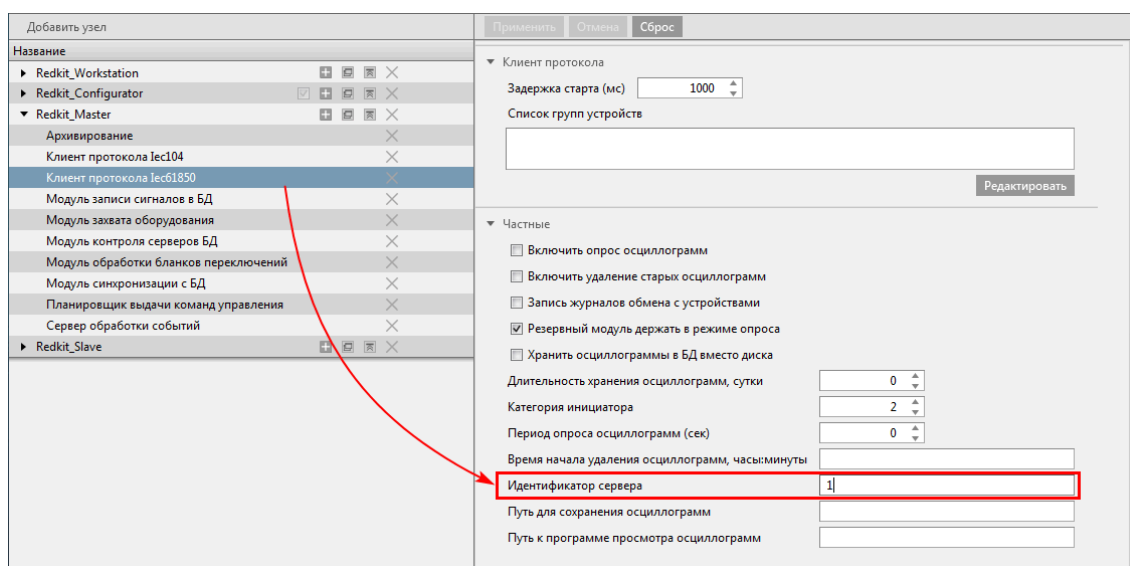 Добавить узел
Название
Redkit_Workstation
Redkit_Configurator
Redkit_Master
Архивирование
Клиент протокола Iec104
Клиент протокола Iec61850
Модуль записи сигналов в БД
Модуль захвата оборудования
Модуль контроля серверов БД
Модуль обработки бланков переключений
Модуль синхронизации с БД
Планировщик выдачи команд управления
Сервер обработки событий
Redkit_Slave
Применить Отмена Сброс
Клиент протокола
Задержка старта (мс) 1000
Список групп устройств
Редактировать
Частные
Включить опрос осциллограмм
Включить удаление старых осциллограмм
Запись журналов обмена с устройствами
Резервный модуль держать в режиме опроса
Хранить осциллограммы в БД вместо диска
Длительность хранения осциллограмм, сутки 0
Категория инициатора 2
Период опроса осциллограмм (сек) 0
Время начала удаления осциллограмм, часы:минуты
Идентификатор сервера 1
Путь для сохранения осциллограмм
Путь к программе просмотра осциллограмм